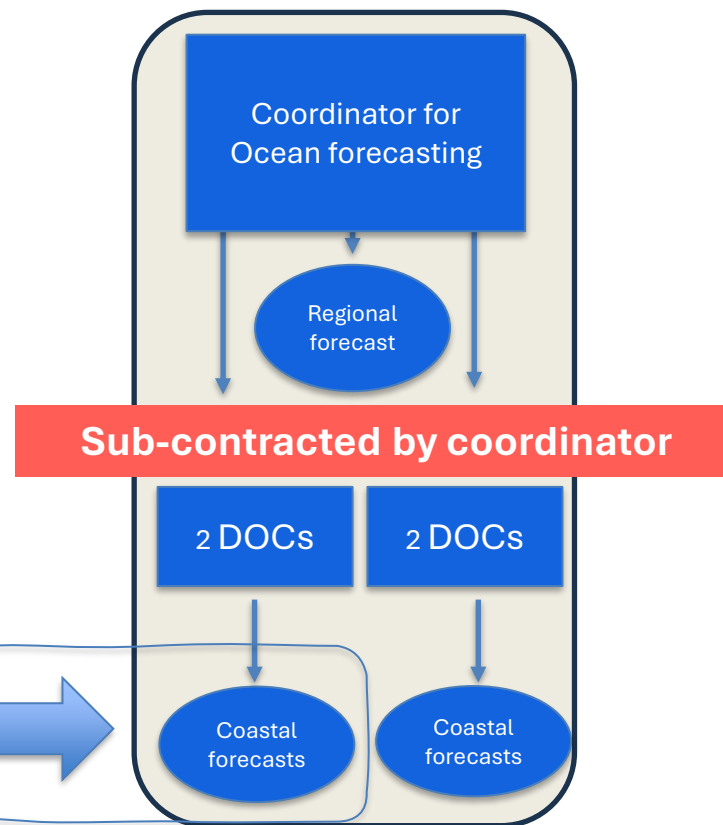 Coordinator for
Ocean forecasting
Regional
forecast
Sub-contracted by coordinator
2 DOCs
2 DOCs
Coastal
forecasts
Coastal
forecasts